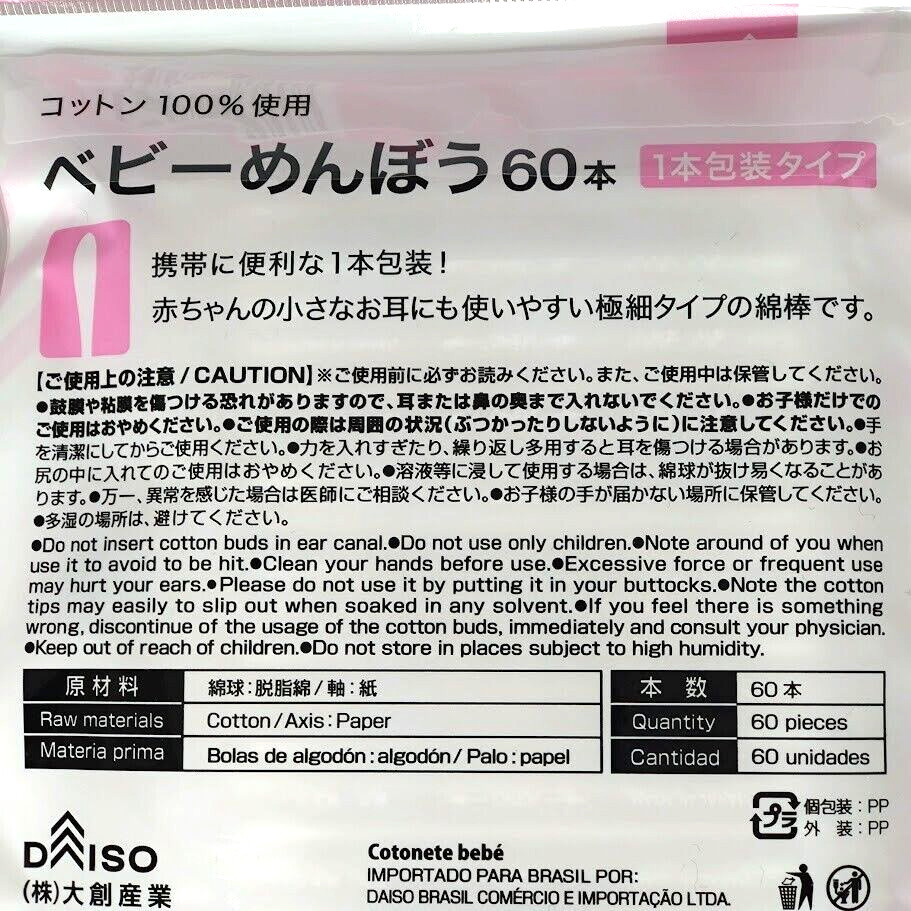 コットン 100%使用
ベビーめんぼう60本 1本包装タイプ
携帯に便利な1本包装!
赤ちゃんの小さなお耳にも使いやすい極細タイプの綿棒です。
【ご使用上の注意/CAUTION】※ご使用前に必ずお読みください。また、ご使用中は保管してください。
●鼓膜や粘膜を傷つける恐れがありますので、耳または鼻の奥まで入れないでください。●お子様だけでの
ご使用はおやめください。●ご使用の際は周囲の状況(ぶつかったりしないように)に注意してください。●手
を清潔にしてからご使用ください。●力を入れすぎたり、繰り返し多用すると耳を傷つける場合があります。●お
尻の中に入れてのご使用はおやめください。●溶液等に浸して使用する場合は、綿球が抜け易くなることがあ
ります。●万一、異常を感じた場合は医師にご相談ください。●お子様の手が届かない場所に保管してください。
●多湿の場所は、避けてください。
●Do not insert cotton buds in ear canal.●Do not use only children.●Note around of you when
use it to avoid to be hit.●Clean your hands before use.●Excessive force or frequent use
may hurt your ears.●Please do not use it by putting it in your buttocks.●Note the cotton
tips may easily to slip out when soaked in any solvent.●If you feel there is something
wrong, discontinue of the usage of the cotton buds, immediately and consult your physician.
●Keep out of reach of children.●Do not store in places subject to high humidity.
原材料 綿球:脱脂綿/軸:紙 本数 60本
Raw materials Cotton/Axis:Paper Quantity 60 pieces
Materia prima Bolas de algodón:algodón/Palo:papel Cantidad 60 unidades
プラ 個包装:PP
外 装:PP
DAISO
(株)大創産業
Cotonete bebé
IMPORTADO PARA BRASIL POR:
DAISO BRASIL COMÉRCIO E IMPORTAÇÃO LTDA.